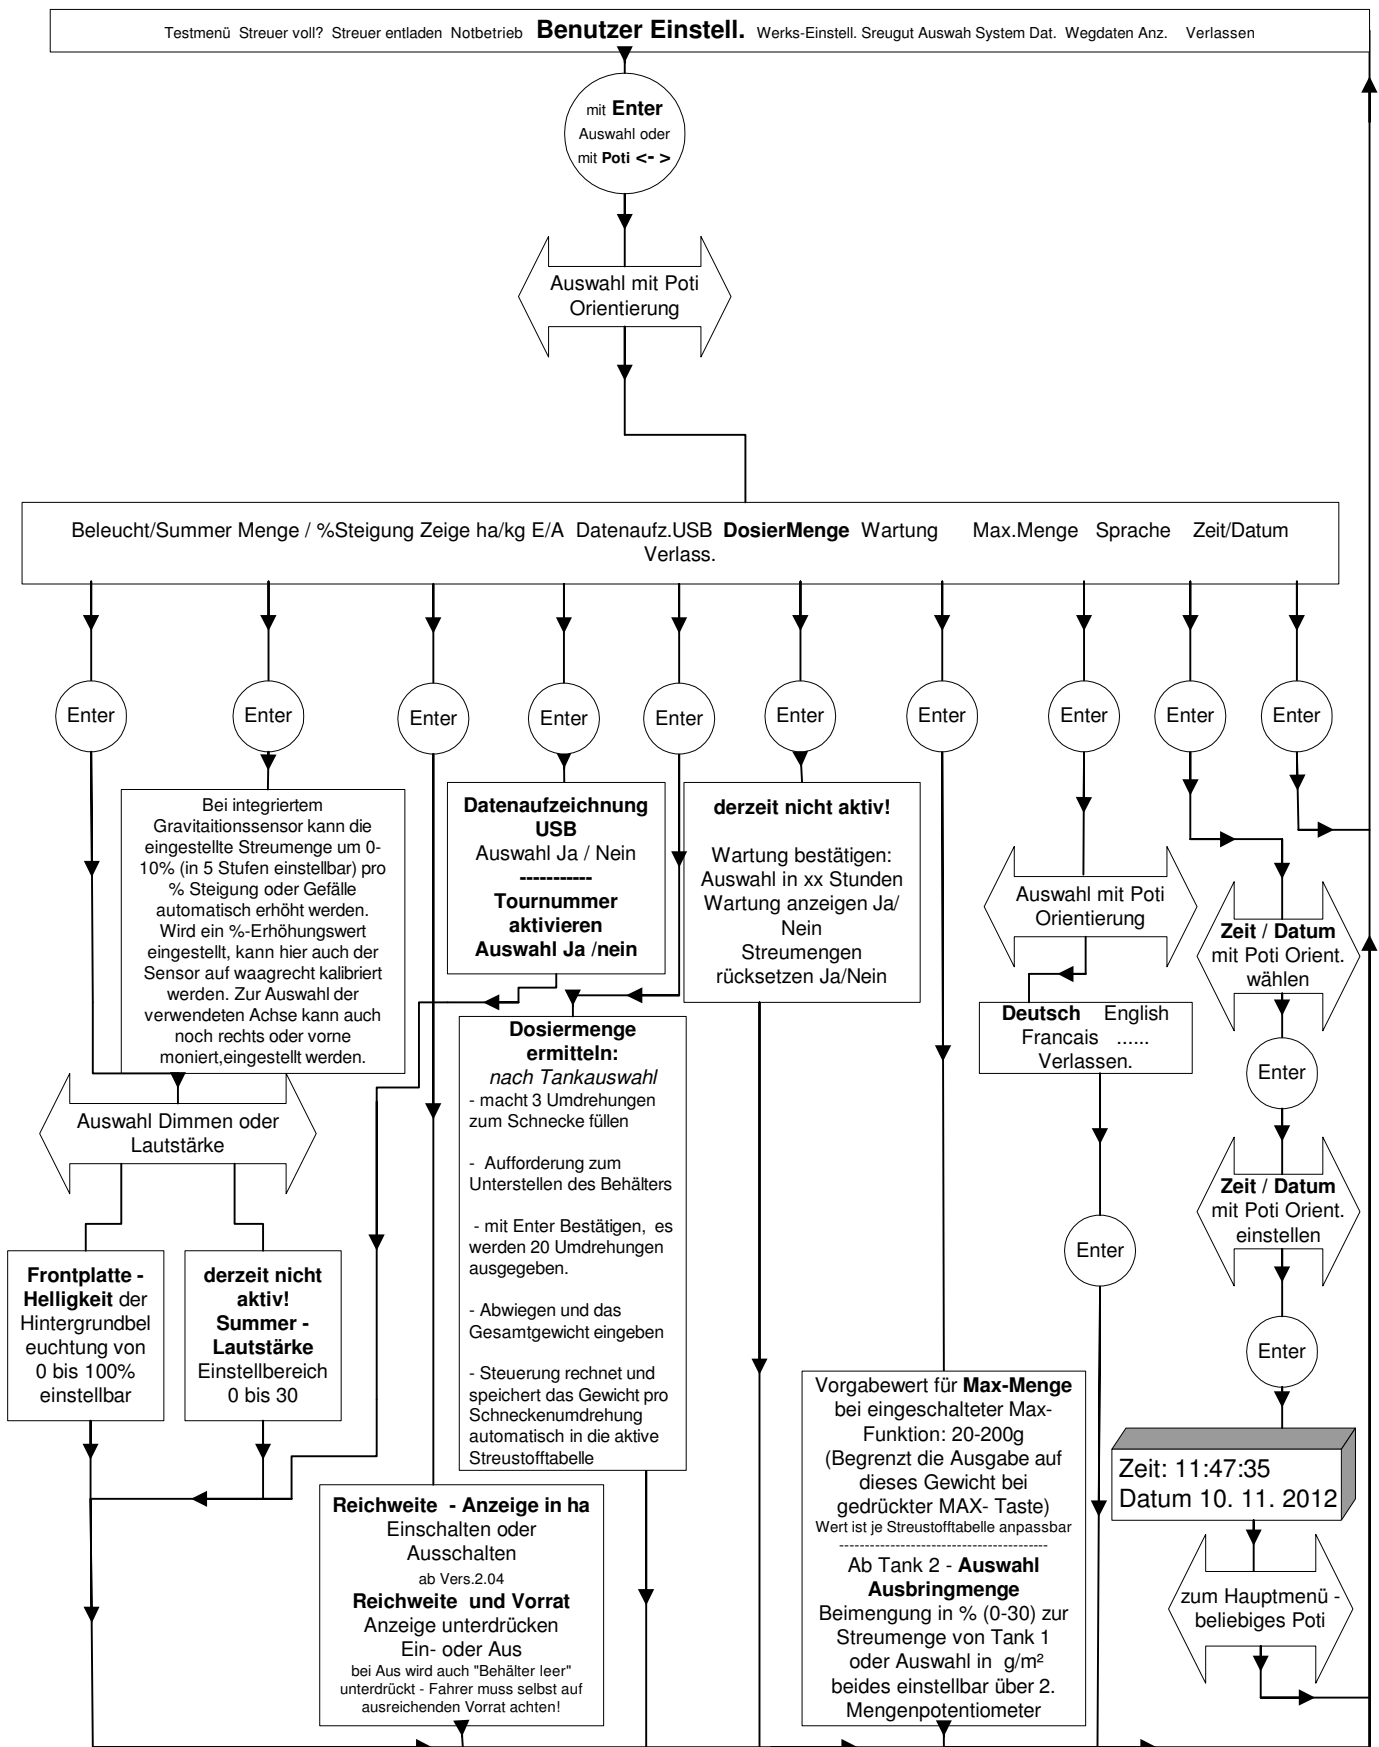 Testmenü Streuer voll? Streuer entladen Notbetrieb Benutzer Einstell. Werks-Einstell. Sreugut Auswah System Dat. Wegdaten Anz. Verlassen
mit Enter
Auswahl oder
mit Poti <- >
Auswahl mit Poti
Orientierung
Beleucht/Summer Menge / %Steigung Zeige ha/kg E/A Datenaufz.USB DosierMenge Wartung Max.Menge Sprache Zeit/Datum
Verlass.
Enter
Enter
Enter
Enter
Enter
Enter
Enter
Enter
Enter
Enter
Bei integriertem
Gravitaitionssensor kann die
eingestellte Streumenge um 0-
10% (in 5 Stufen einstellbar) pro
% Steigung oder Gefälle
automatisch erhöht werden.
Wird ein %-Erhöhungswert
eingestellt, kann hier auch der
Sensor auf waagrecht kalibriert
werden. Zur Auswahl der
verwendeten Achse kann auch
noch rechts oder vorne
moniert,eingestellt werden.
Datenaufzeichnung
USB
Auswahl Ja / Nein
-----------
Tournummer
aktivieren
Auswahl Ja /nein
derzeit nicht aktiv!
Wartung bestätigen:
Auswahl in xx Stunden
Wartung anzeigen Ja/
Nein
Streumengen
rücksetzen Ja/Nein
Auswahl mit Poti
Orientierung
Zeit / Datum
mit Poti Orient.
wählen
Deutsch English
Francais ......
Verlassen.
Dosiermenge
ermitteln:
nach Tankauswahl
- macht 3 Umdrehungen
zum Schnecke füllen
- Aufforderung zum
Unterstellen des Behälters
- mit Enter Bestätigen, es
werden 20 Umdrehungen
ausgegeben.
- Abwiegen und das
Gesamtgewicht eingeben
- Steuerung rechnet und
speichert das Gewicht pro
Schneckenumdrehung
automatisch in die aktive
Streustofftabelle
Enter
Auswahl Dimmen oder
Lautstärke
Zeit / Datum
mit Poti Orient.
einstellen
Enter
Frontplatte -
Helligkeit der
Hintergrundbel
euchtung von
0 bis 100%
einstellbar
derzeit nicht
aktiv!
Summer -
Lautstärke
Einstellbereich
0 bis 30
Enter
Vorgabewert für Max-Menge
bei eingeschalteter Max-
Funktion: 20-200g
(Begrenzt die Ausgabe auf
dieses Gewicht bei
gedrückter MAX- Taste)
Wert ist je Streustofftabelle anpassbar
----------------------------------------
Ab Tank 2 - Auswahl
Ausbringmenge
Beimengung in % (0-30) zur
Streumenge von Tank 1
oder Auswahl in g/m²
beides einstellbar über 2.
Mengenpotentiometer
Zeit: 11:47:35
Datum 10. 11. 2012
Reichweite - Anzeige in ha
Einschalten oder
Ausschalten
ab Vers.2.04
Reichweite und Vorrat
Anzeige unterdrücken
Ein- oder Aus
bei Aus wird auch "Behälter leer"
unterdrückt - Fahrer muss selbst auf
ausreichenden Vorrat achten!
zum Hauptmenü -
beliebiges Poti